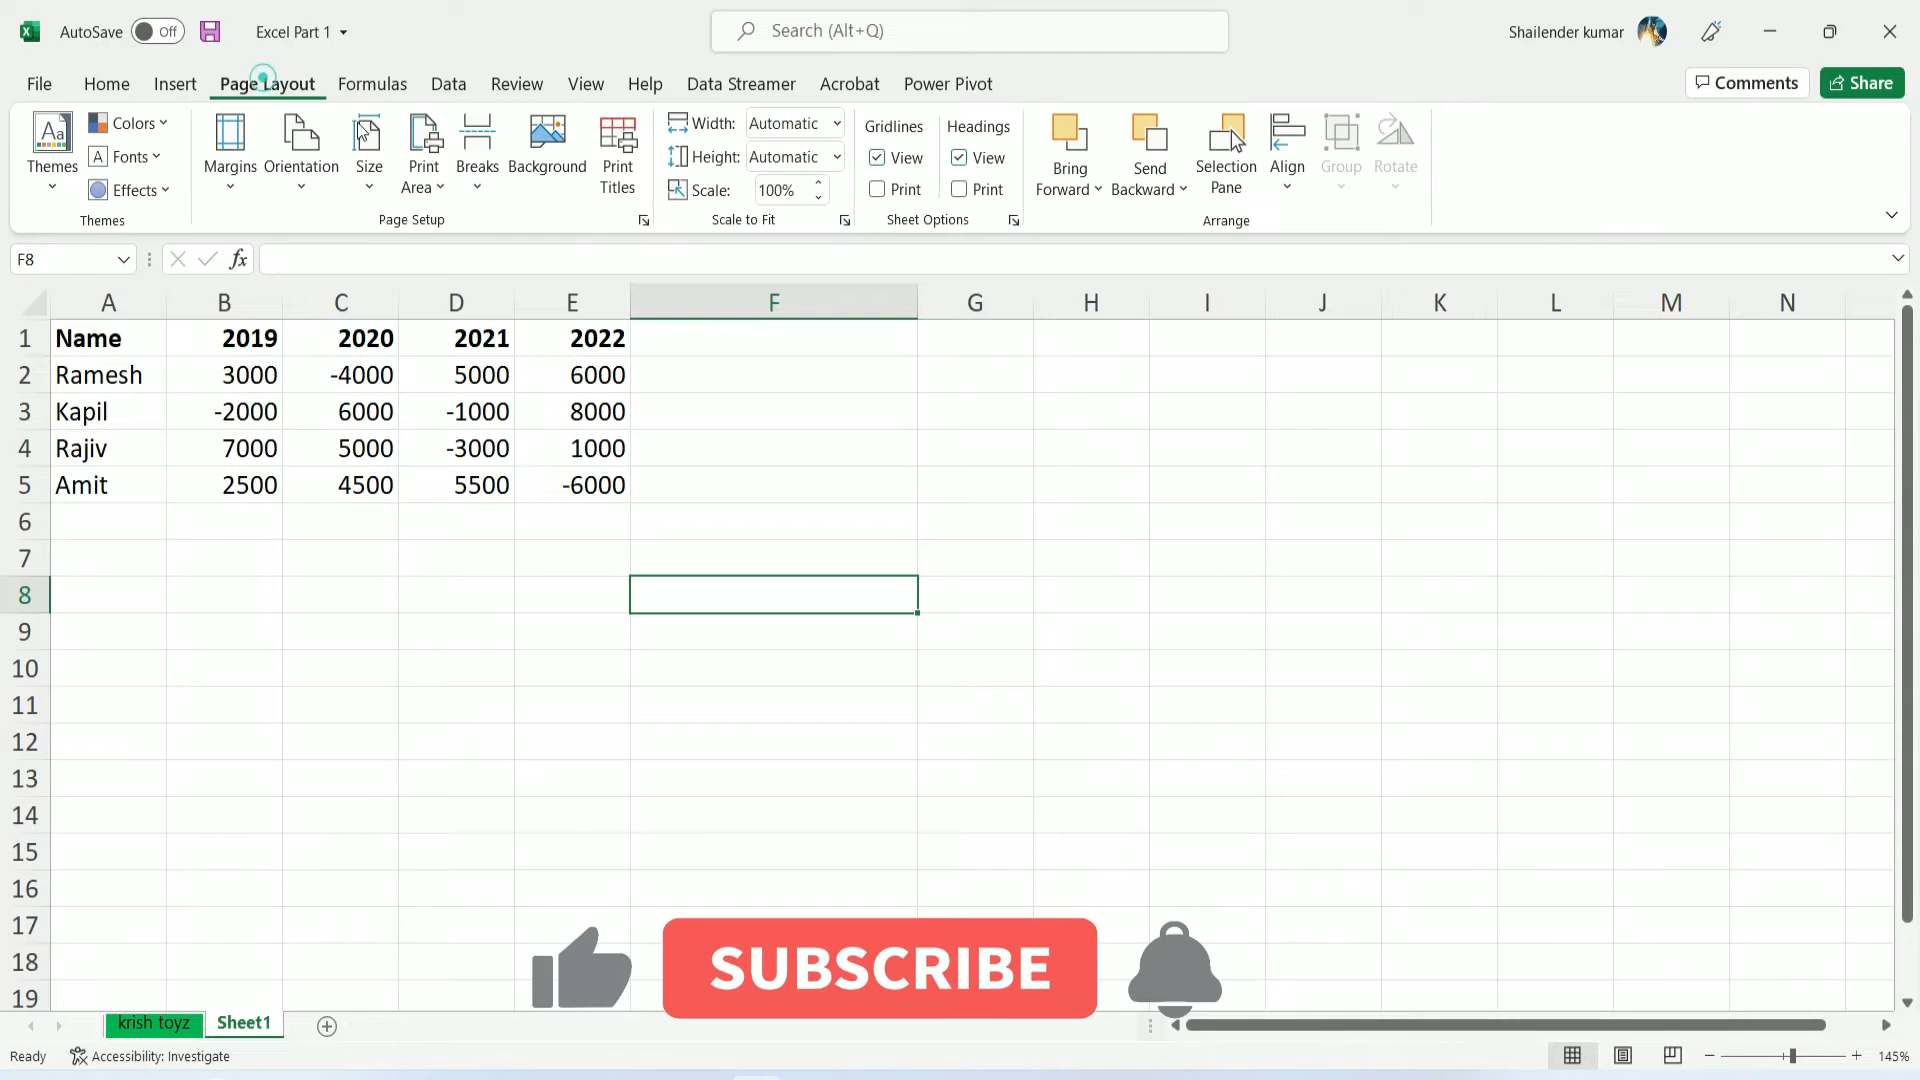 AutoSave Off Excel Part 1 Search (Alt+Q) Shailender kumar
File Home Insert Page Layout Formulas Data Review View Help Data Streamer Acrobat Power Pivot Comments Share
Aa Colors Width: Automatic Gridlines Headings
A Fonts Height: Automatic View View
Themes Margins Orientation Size Print Breaks Background Print Bring Send Selection Align Group Rotate
Effects Area Titles Scale: 100% Print Print Forward Backward Pane
Themes Page Setup Scale to Fit Sheet Options Arrange
F8 fx
A B C D E F G H I J K L M N
1 Name 2019 2020 2021 2022
2 Ramesh 3000 -4000 5000 6000
3 Kapil -2000 6000 -1000 8000
4 Rajiv 7000 5000 -3000 1000
5 Amit 2500 4500 5500 -6000
6
7
8
9
10
11
12
13
14
15
16
17
18 SUBSCRIBE
19
krish toyz Sheet1
Ready Accessibility: Investigate 145%